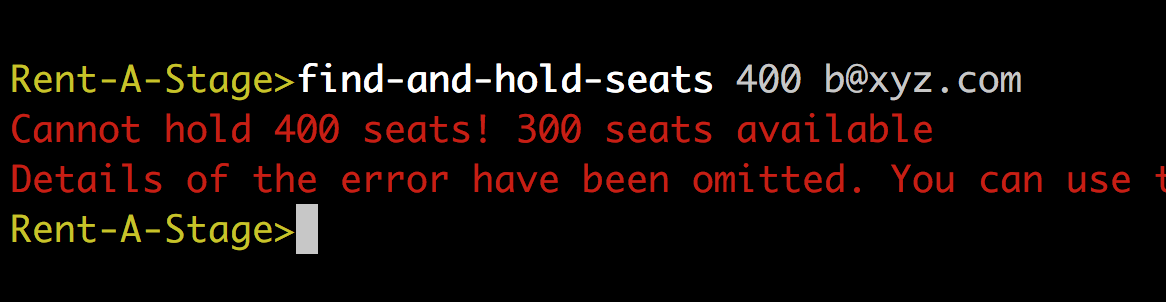 Rent-A-Stage>find-and-hold-seats 400 b@xyz.com
Cannot hold 400 seats! 300 seats available
Details of the error have been omitted. You can use
Rent-A-Stage>